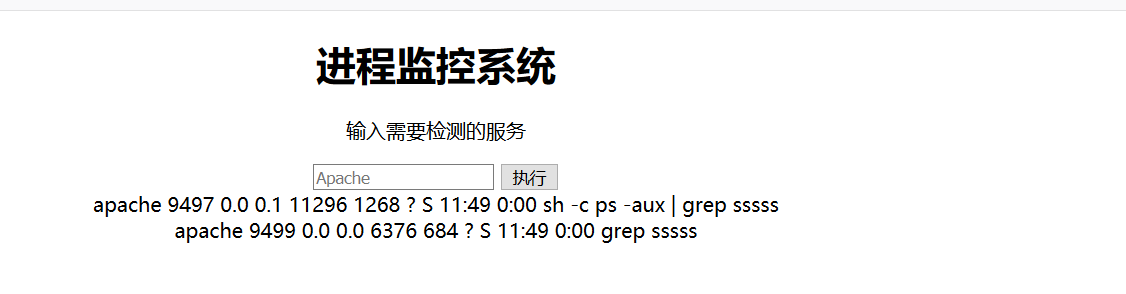 进程监控系统
输入需要检测的服务
Apache 执行
apache 9497 0.0 0.1 11296 1268 ? S 11:49 0:00 sh -c ps -aux | grep sssss
apache 9499 0.0 0.0 6376 684 ? S 11:49 0:00 grep sssss